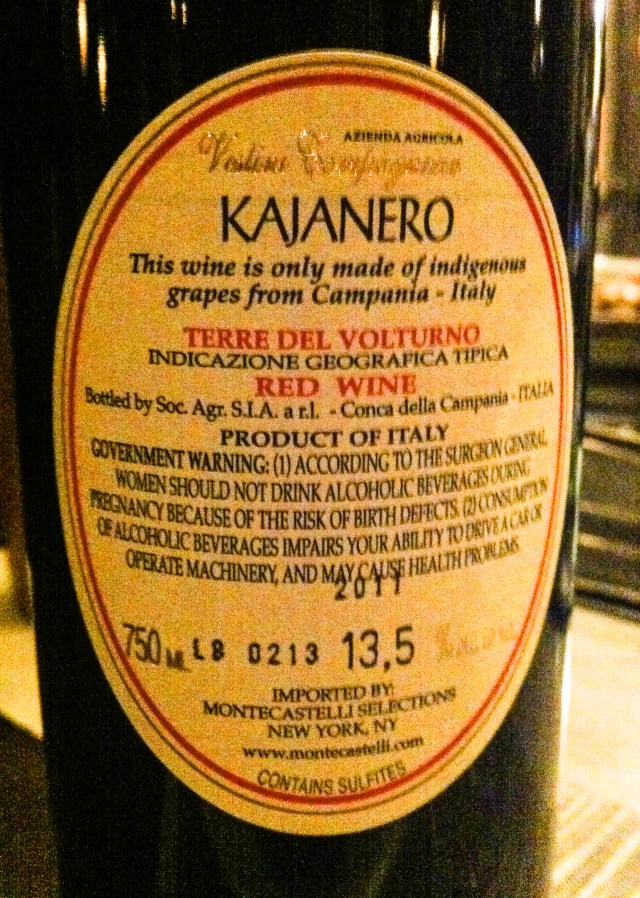 AZIENDA AGRICOLA
Vestini Campagnano
KAJANERO
This wine is only made of indigenous
grapes from Campania - Italy
TERRE DEL VOLTURNO
INDICAZIONE GEOGRAFICA TIPICA
RED WINE
Bottled by Soc. Agr. S.I.A. a r.l. - Conca della Campania - ITALIA
PRODUCT OF ITALY
GOVERNMENT WARNING: (1) ACCORDING TO THE SURGEON GENERAL,
WOMEN SHOULD NOT DRINK ALCOHOLIC BEVERAGES DURING
PREGNANCY BECAUSE OF THE RISK OF BIRTH DEFECTS. (2) CONSUMPTION
OF ALCOHOLIC BEVERAGES IMPAIRS YOUR ABILITY TO DRIVE A CAR OR
OPERATE MACHINERY, AND MAY CAUSE HEALTH PROBLEMS.
2011
750 ML LB 0213 13,5
IMPORTED BY:
MONTECASTELLI SELECTIONS
NEW YORK, NY
www.montecastelli.com
CONTAINS SULFITES